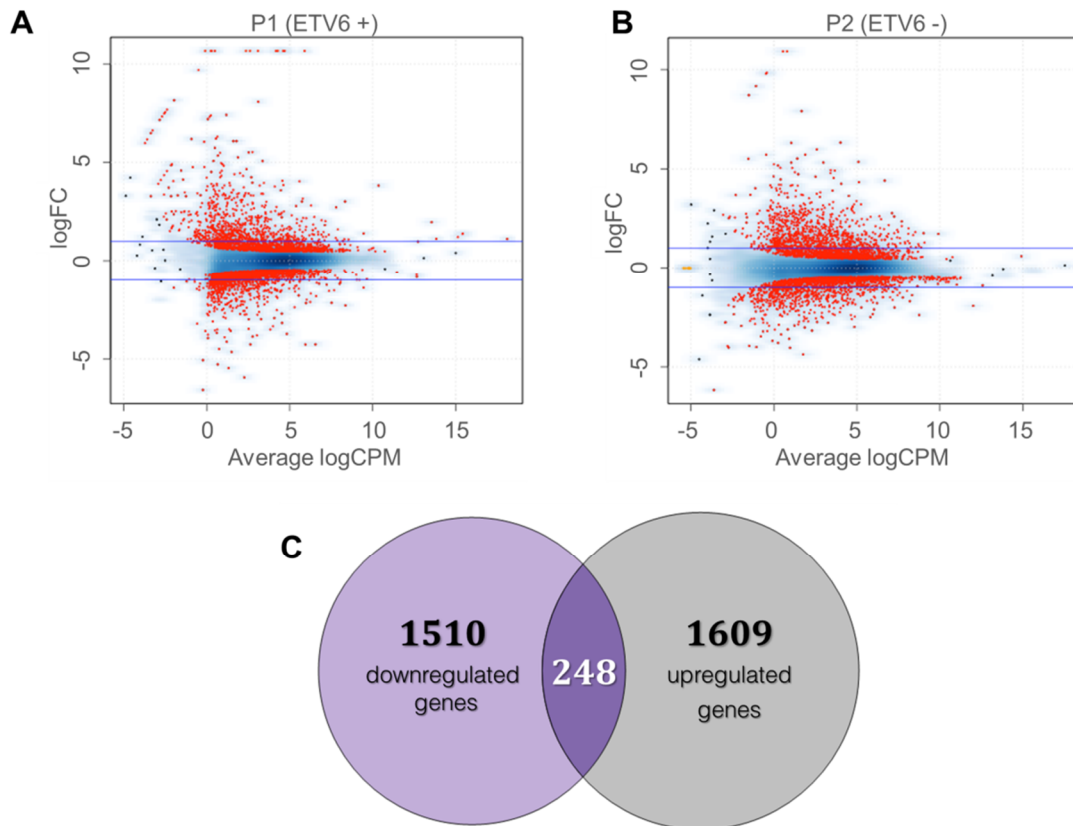 A
P1 (ETV6 +)
logFC
10
5
0
-5
-5 0 5 10 15
Average logCPM
B
P2 (ETV6 -)
logFC
10
5
0
-5
-5 0 5 10 15
Average logCPM
C
1510
downregulated
genes
248
1609
upregulated
genes